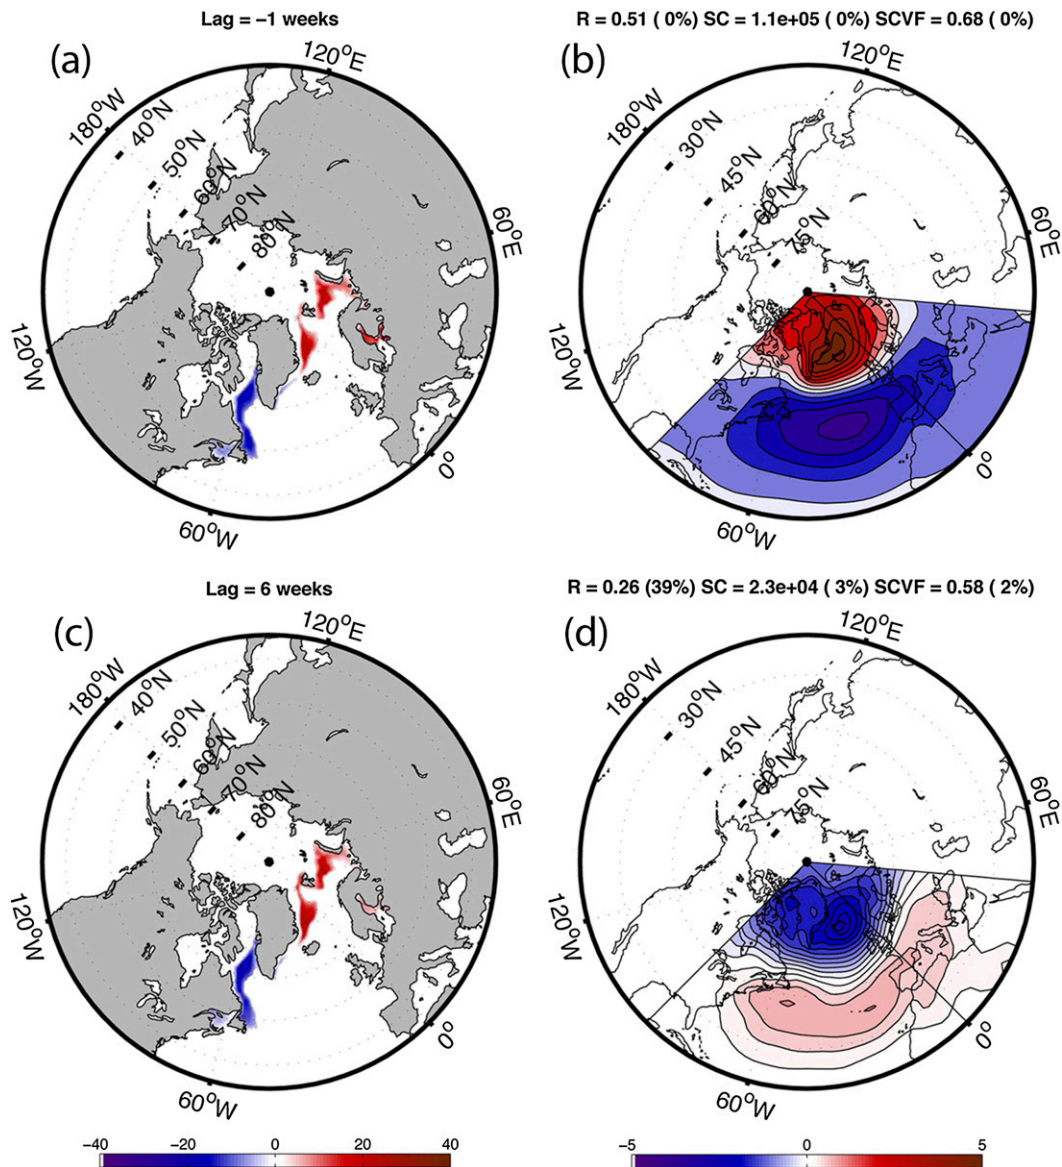 Lag = −1 weeks
R = 0.51 ( 0%) SC = 1.1e+05 ( 0%) SCVF = 0.68 ( 0%)
(a)
120°E
180°W
40°N
50°N
60°N
70°N
80°N
60°E
120°W
0°
60°W
(b)
120°E
180°W
30°N
45°N
60°N
75°N
60°E
120°W
0°
60°W
Lag = 6 weeks
R = 0.26 (39%) SC = 2.3e+04 ( 3%) SCVF = 0.58 ( 2%)
(c)
120°E
180°W
40°N
50°N
60°N
70°N
80°N
60°E
120°W
0°
60°W
(d)
120°E
180°W
30°N
45°N
60°N
75°N
60°E
120°W
0°
60°W
−40 −20 0 20 40
−5 0 5